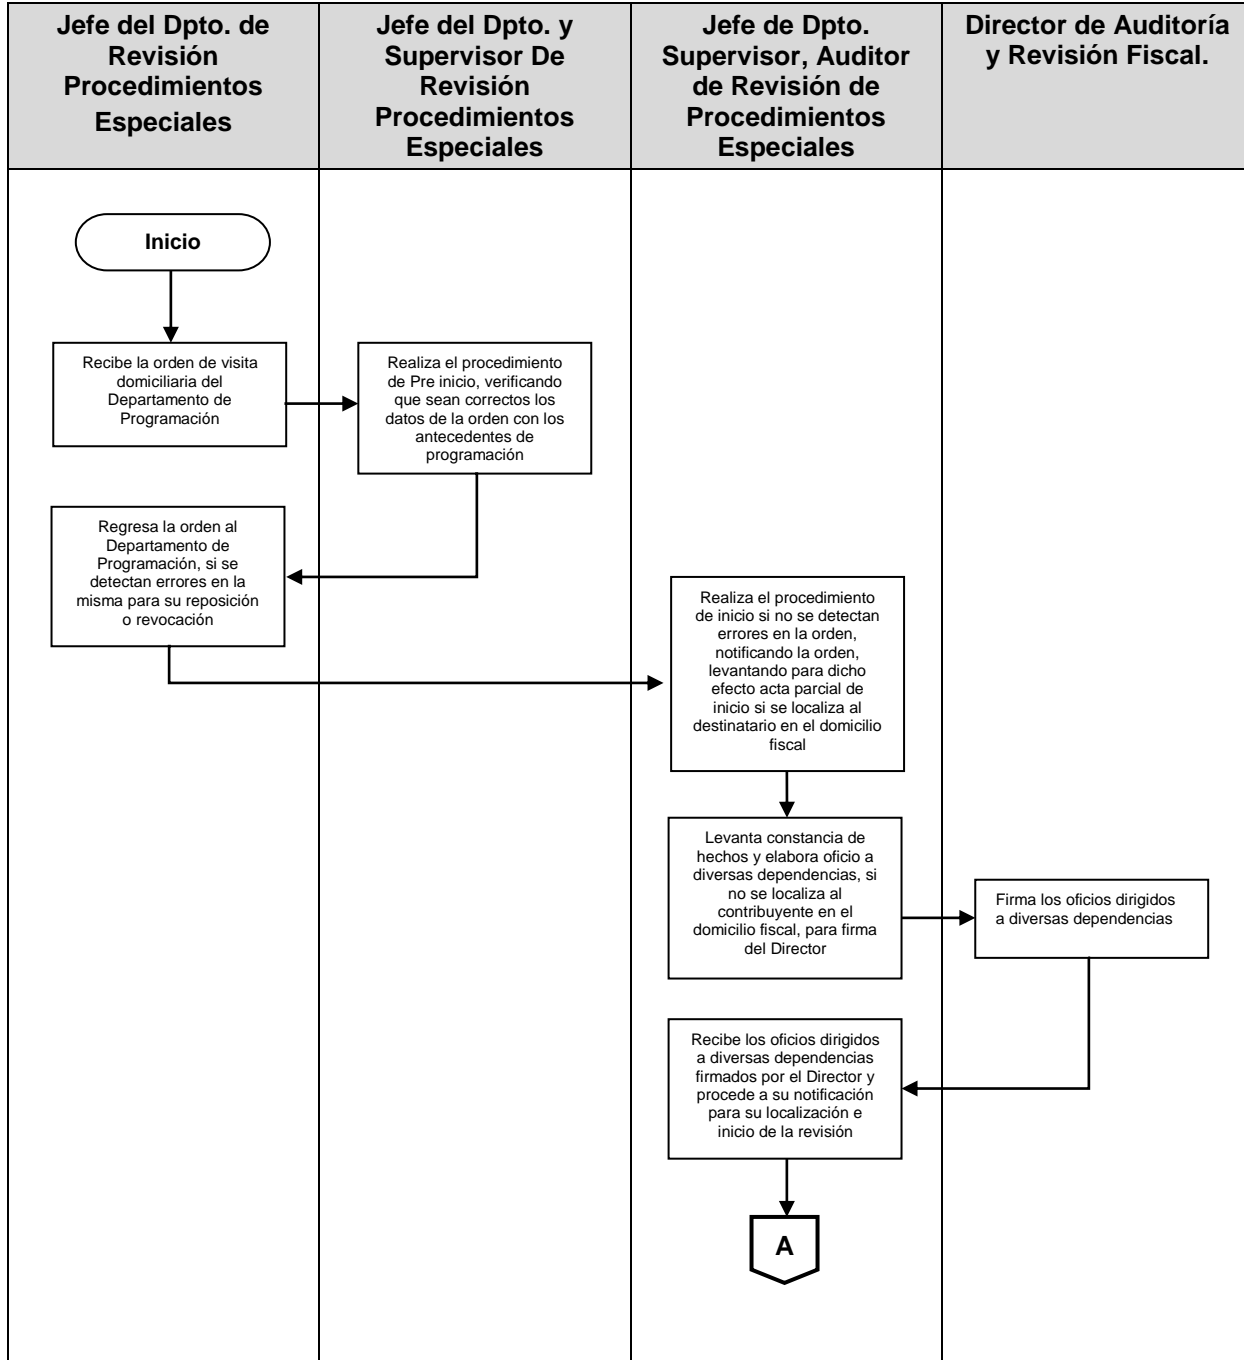 Jefe del Dpto. de
Revisión
Procedimientos
Especiales
Jefe del Dpto. y
Supervisor De
Revisión
Procedimientos
Especiales
Jefe de Dpto.
Supervisor, Auditor
de Revisión de
Procedimientos
Especiales
Director de Auditoría
y Revisión Fiscal.
Inicio
Recibe la orden de visita
domiciliaria del
Departamento de
Programación
Realiza el procedimiento
de Pre inicio, verificando
que sean correctos los
datos de la orden con los
antecedentes de
programación
Regresa la orden al
Departamento de
Programación, si se
detectan errores en la
misma para su reposición
o revocación
Realiza el procedimiento
de inicio si no se detectan
errores en la orden,
notificando la orden,
levantando para dicho
efecto acta parcial de
inicio si se localiza al
destinatario en el domicilio
fiscal
Levanta constancia de
hechos y elabora oficio a
diversas dependencias, si
no se localiza al
contribuyente en el
domicilio fiscal, para firma
del Director
Firma los oficios dirigidos
a diversas dependencias
Recibe los oficios dirigidos
a diversas dependencias
firmados por el Director y
procede a su notificación
para su localización e
inicio de la revisión
A